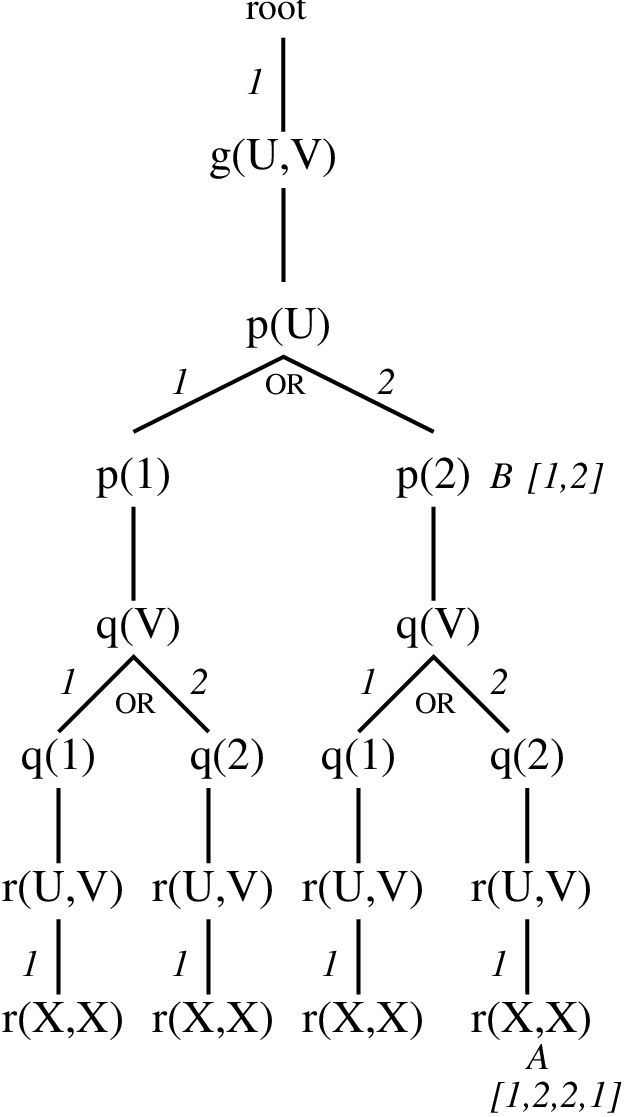 root
1
g(U,V)
p(U)
1 OR 2
p(1) p(2) B [1,2]
q(V) q(V)
1 OR 2 1 OR 2
q(1) q(2) q(1) q(2)
r(U,V) r(U,V) r(U,V) r(U,V)
1 1 1 1
r(X,X) r(X,X) r(X,X) r(X,X)
A
[1,2,2,1]